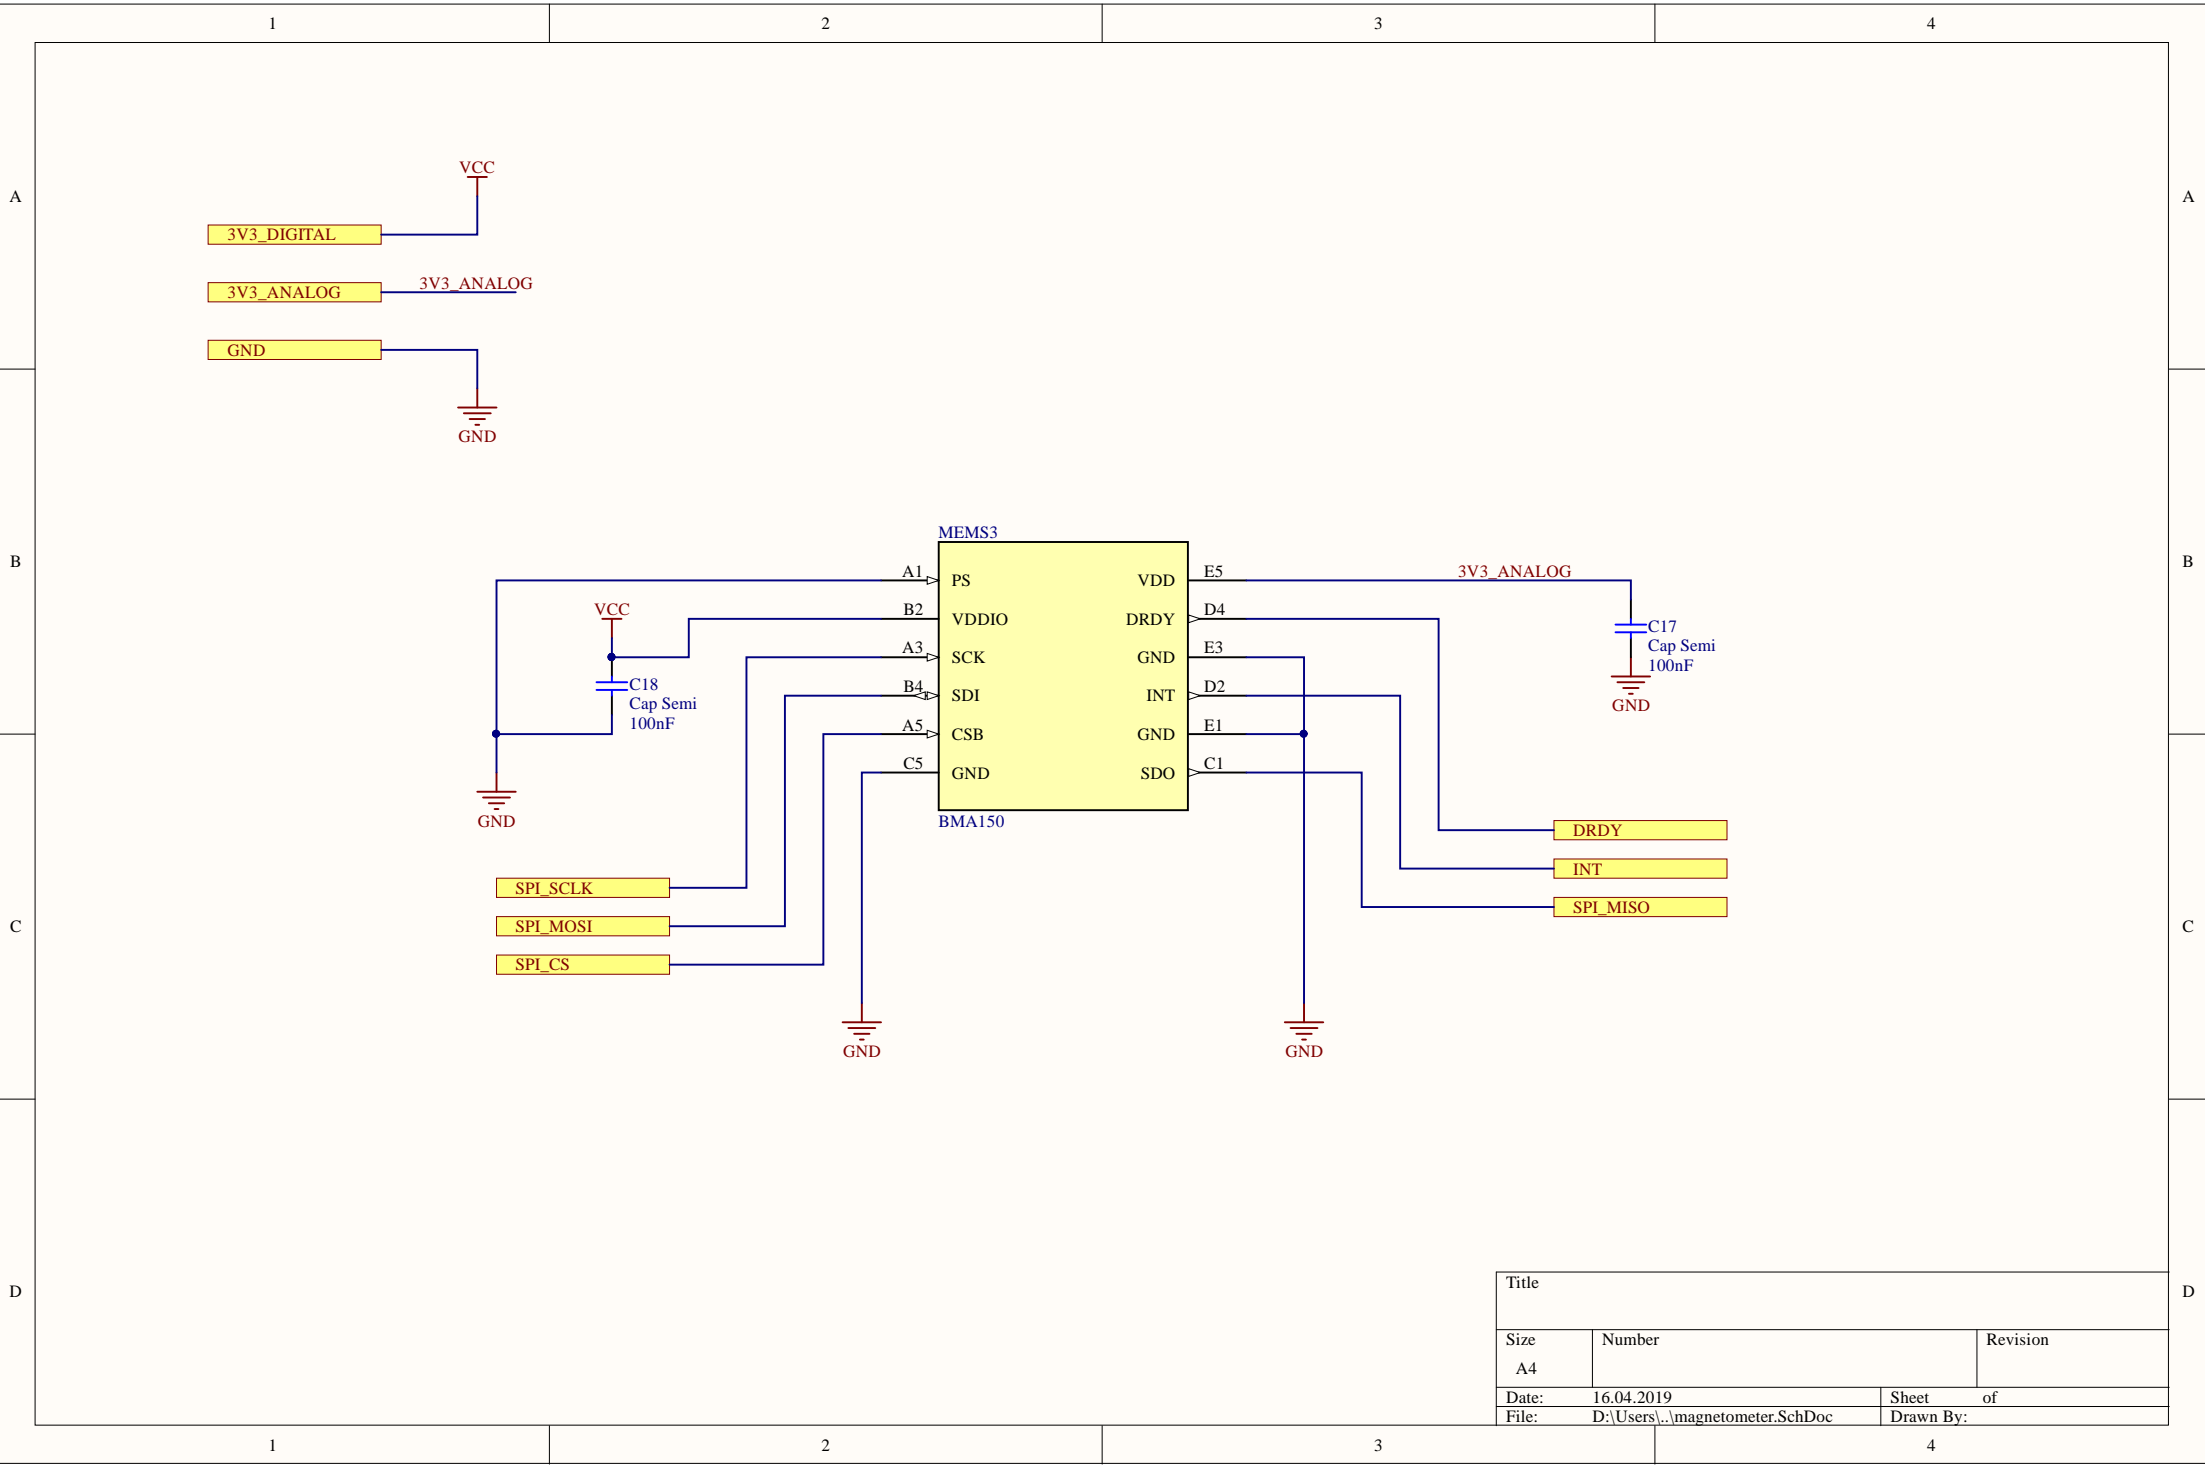 1 2 3 4
A A
VCC
3V3_DIGITAL
3V3_ANALOG 3V3_ANALOG
GND
GND
B B
MEMS3
A1 PS VDD E5 3V3_ANALOG
VCC
B2 VDDIO DRDY D4
A3 SCK GND E3
C17
Cap Semi
100nF
GND
B4 SDI INT D2
C18
Cap Semi
100nF
A5 CSB GND E1
C5 GND SDO C1
BMA150
GND
DRDY
INT
SPI_MISO
SPI_SCLK
SPI_MOSI
SPI_CS
C C
GND GND
D D
Title
Size Number Revision
A4
Date: 16.04.2019 Sheet of
File: D:\Users\..\magnetometer.SchDoc Drawn By:
1 2 3 4